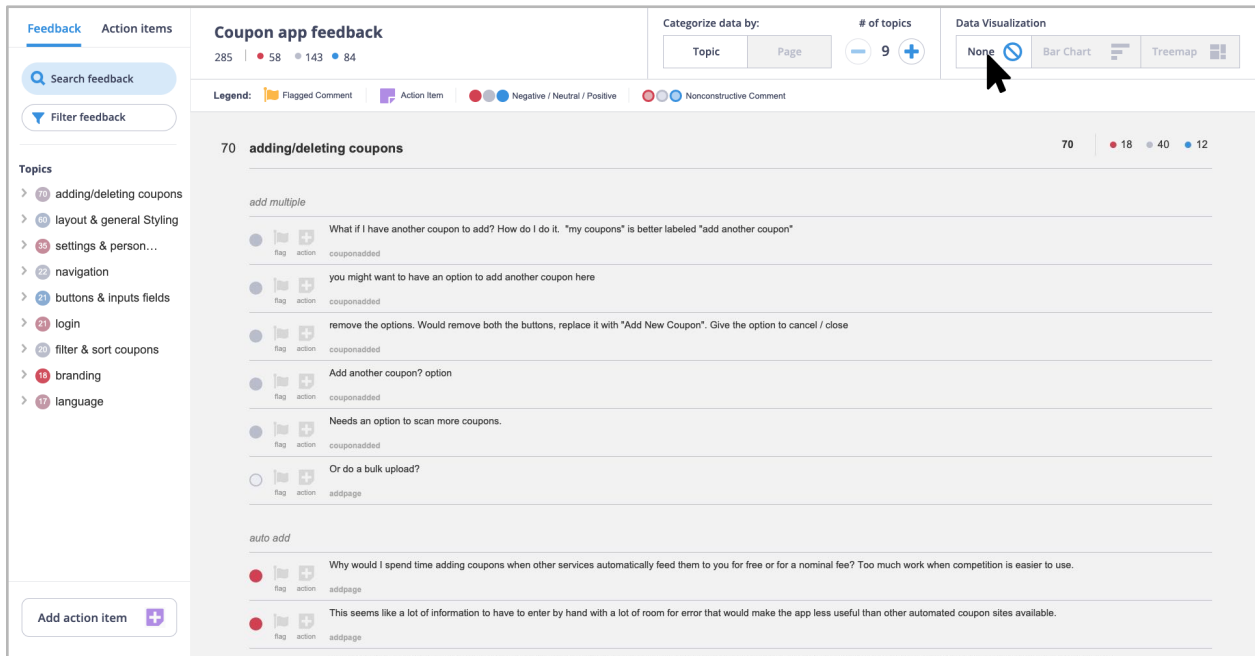 Feedback
Action items
Search feedback
Filter feedback
Topics
70 adding/deleting coupons
60 layout & general Styling
35 settings & person...
22 navigation
21 buttons & inputs fields
21 login
20 filter & sort coupons
18 branding
17 language
Add action item
Coupon app feedback
285 58 143 84
Categorize data by:
Topic
Page
# of topics
9
Data Visualization
None
Bar Chart
Treemap
Legend: Flagged Comment Action Item Negative / Neutral / Positive Nonconstructive Comment
70 adding/deleting coupons 70 18 40 12
add multiple
What if I have another coupon to add? How do I do it. "my coupons" is better labeled "add another coupon"
flag action couponadded
you might want to have an option to add another coupon here
flag action couponadded
remove the options. Would remove both the buttons, replace it with "Add New Coupon". Give the option to cancel / close
flag action couponadded
Add another coupon? option
flag action couponadded
Needs an option to scan more coupons.
flag action couponadded
Or do a bulk upload?
flag action addpage
auto add
Why would I spend time adding coupons when other services automatically feed them to you for free or for a nominal fee? Too much work when competition is easier to use.
flag action addpage
This seems like a lot of information to have to enter by hand with a lot of room for error that would make the app less useful than other automated coupon sites available.
flag action addpage